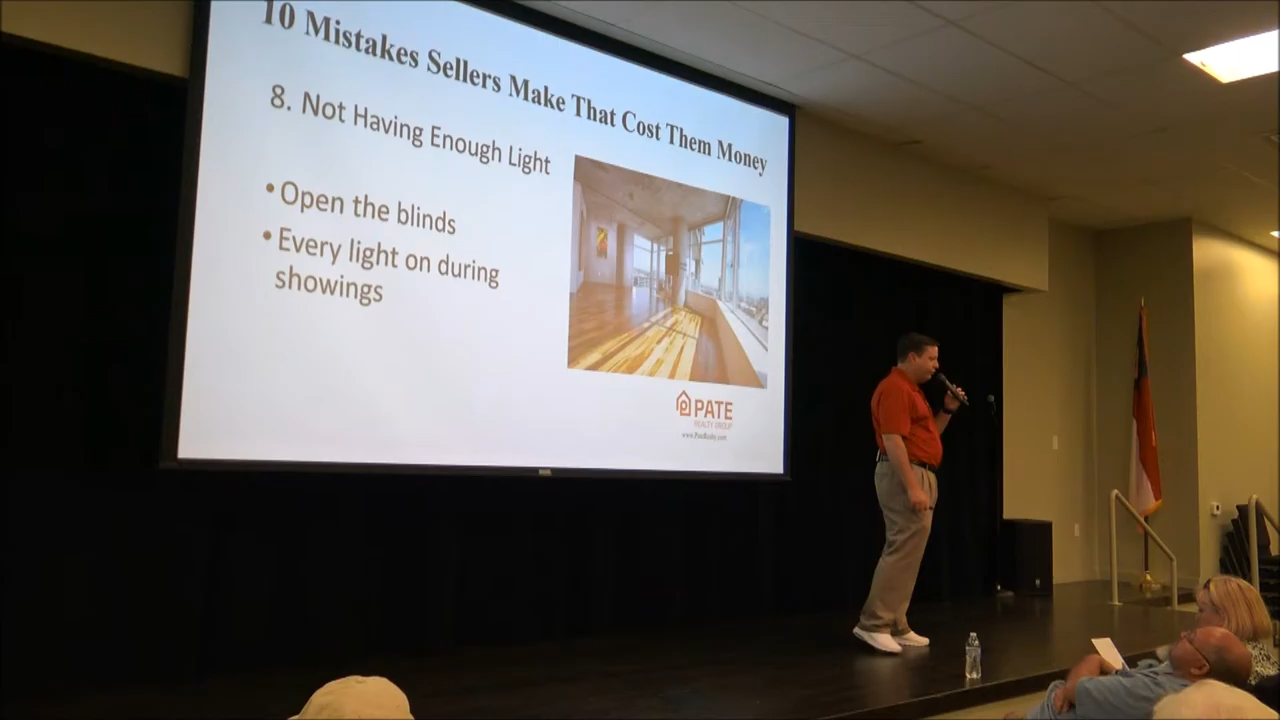 10 Mistakes Sellers Make That Cost Them Money
8. Not Having Enough Light
• Open the blinds
• Every light on during
showings
PATE
REALTY GROUP
www.PateRealty.com